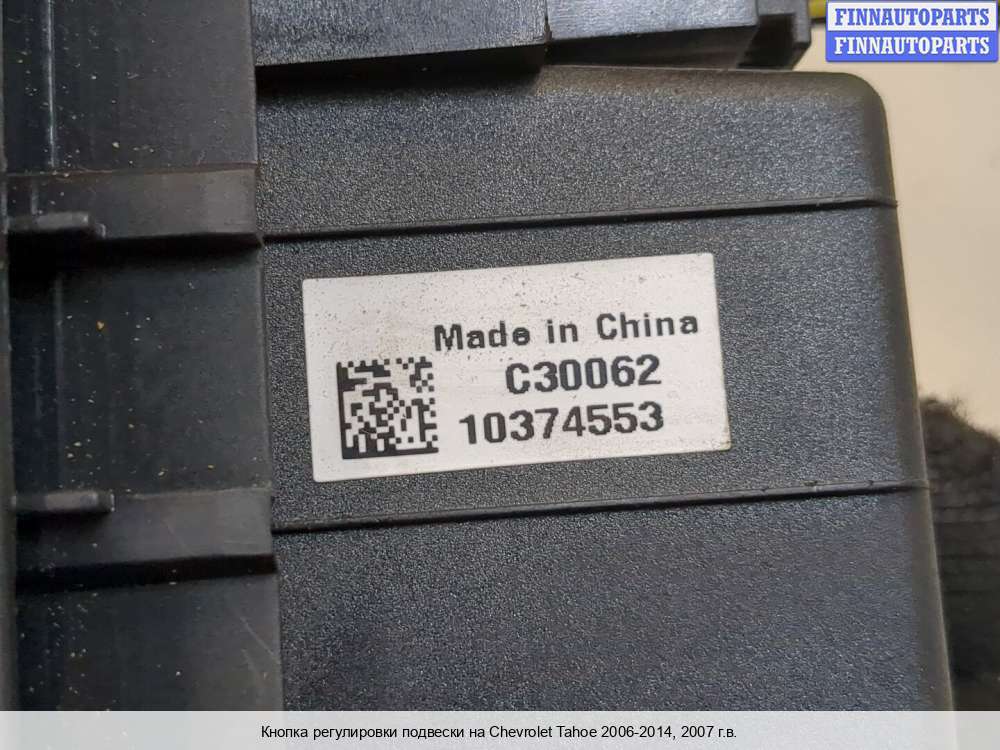 FINNAUTOPARTS
FINNAUTOPARTS
Made in China
C30062
10374553
Кнопка регулировки подвески на Chevrolet Tahoe 2006-2014, 2007 г.в.